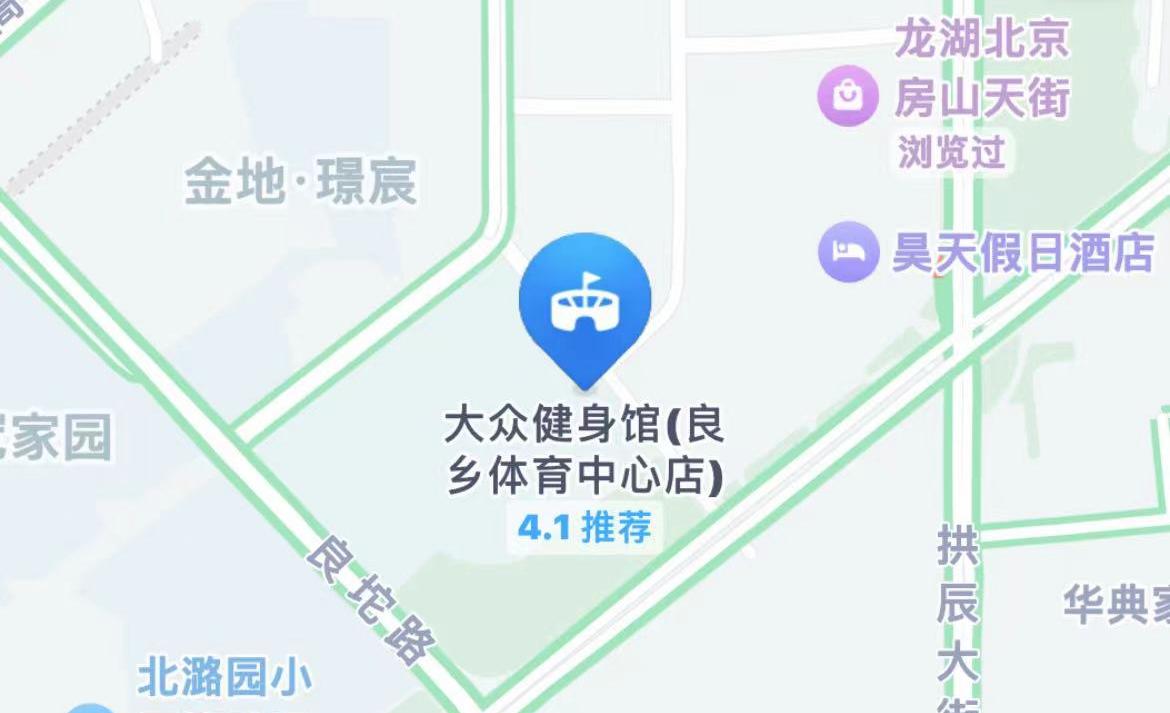 龙湖北京
房山天街
浏览过
金地·璟宸
昊天假日酒店
家园
大众健身馆(良
乡体育中心店)
4.1 推荐
良坨路
拱辰大街
华典家
北潞园小